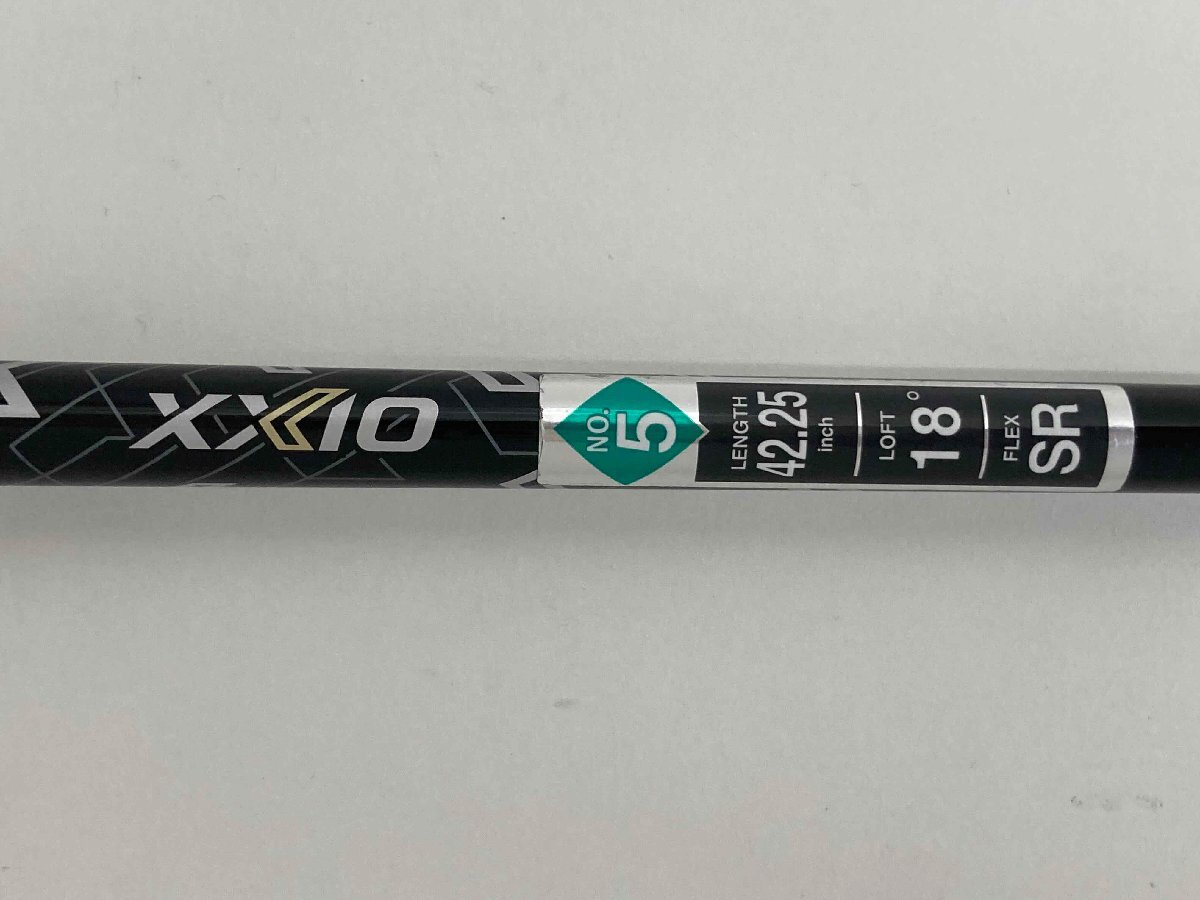 XXIO
NO.
5
LENGTH
42.25
inch
LOFT
18°
FLEX
SR